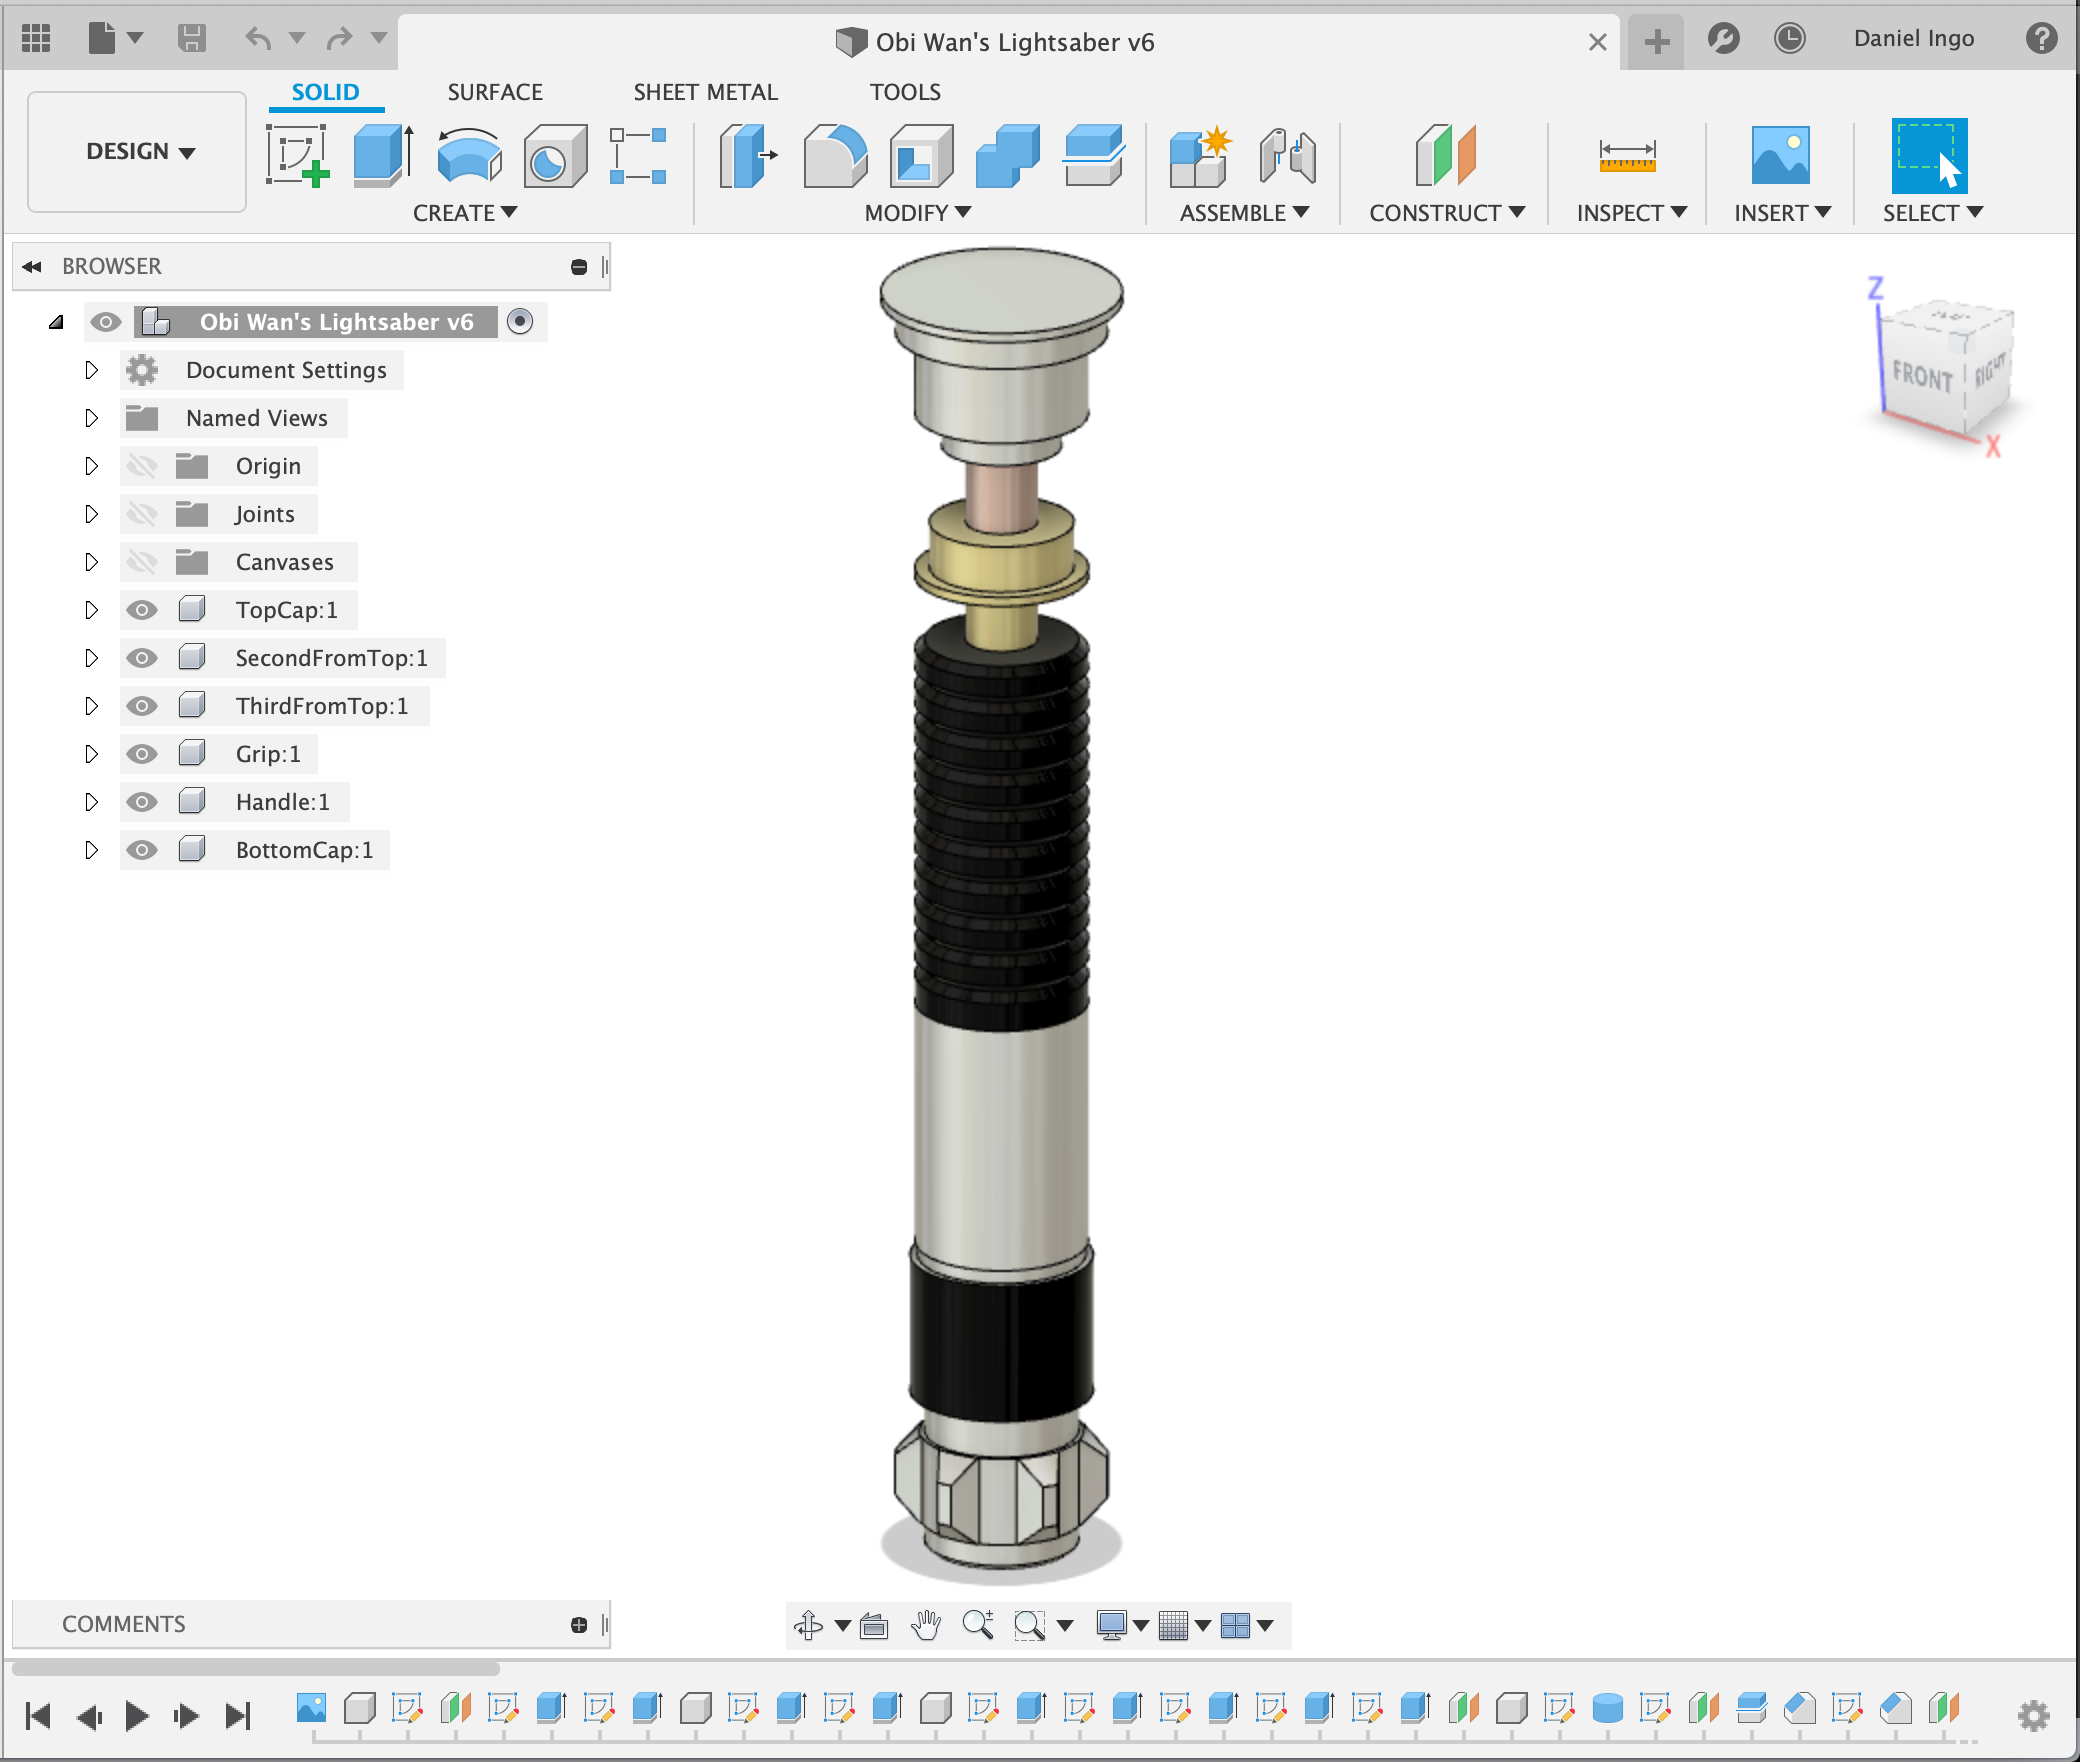 Obi Wan's Lightsaber v6
Daniel Ingo
DESIGN
SOLID
SURFACE
SHEET METAL
TOOLS
CREATE
MODIFY
ASSEMBLE
CONSTRUCT
INSPECT
INSERT
SELECT
BROWSER
Obi Wan's Lightsaber v6
Document Settings
Named Views
Origin
Joints
Canvases
TopCap:1
SecondFromTop:1
ThirdFromTop:1
Grip:1
Handle:1
BottomCap:1
Z
FRONT
RIGHT
X
COMMENTS